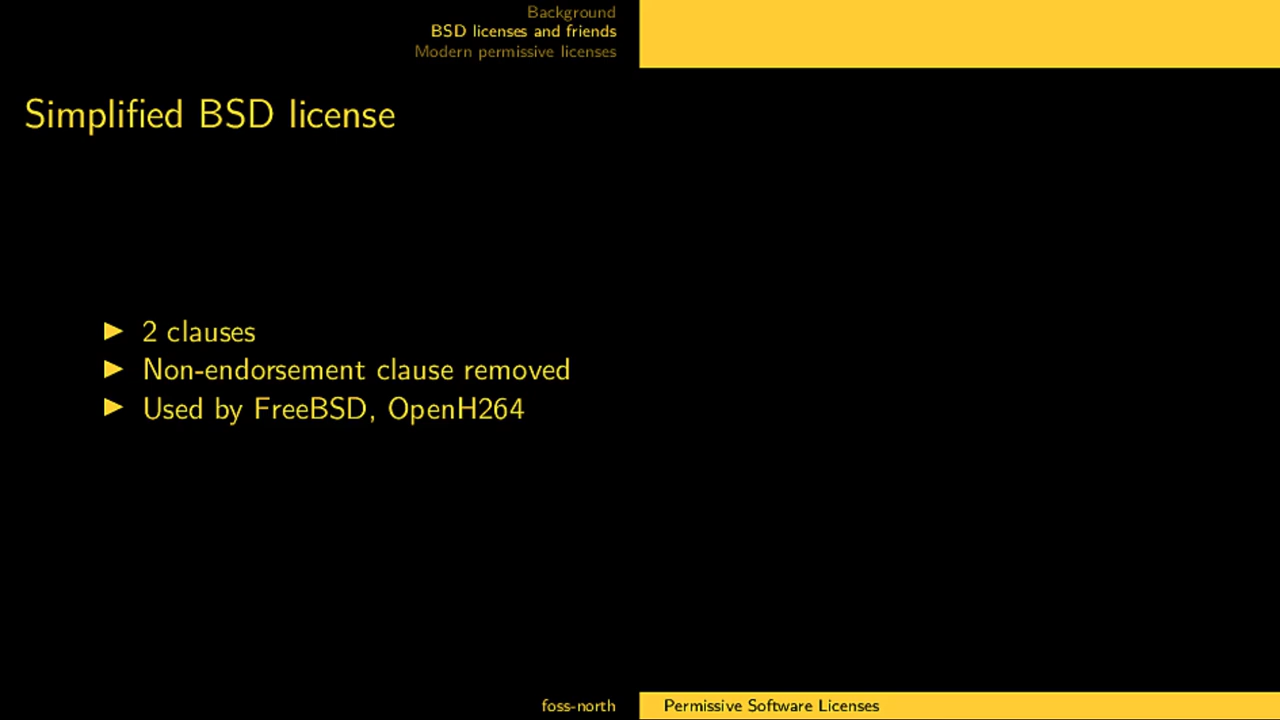 Background
BSD licenses and friends
Modern permissive licenses
Simplified BSD license
2 clauses
Non-endorsement clause removed
Used by FreeBSD, OpenH264
foss-north
Permissive Software Licenses